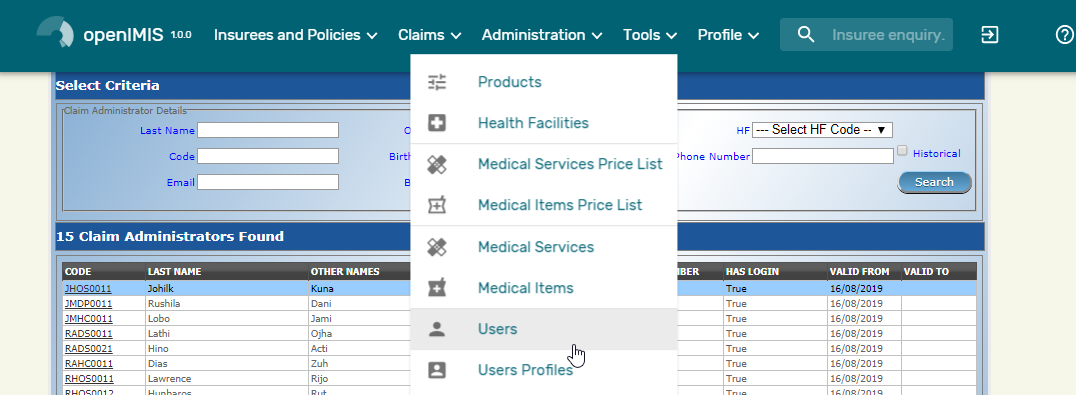 openIMIS 1.0.0 Insurees and Policies Claims Administration Tools Profile Insuree enquiry.
Select Criteria
Products
Health Facilities
Medical Services Price List
Medical Items Price List
Medical Services
Medical Items
Users
Users Profiles
Claim Administrator Details
Last Name HF --- Select HF Code --
Code Phone Number Historical
Email Search
15 Claim Administrators Found
CODE LAST NAME OTHER NAMES HAS LOGIN VALID FROM VALID TO
JHOS0011 Johilk Kuna True 16/08/2019
JMDP0011 Rushila Dani True 16/08/2019
JMHC0011 Lobo Jami True 16/08/2019
RADS0011 Lathi Ojha True 16/08/2019
RADS0021 Hino Acti True 16/08/2019
RAHC0011 Dias Zuh True 16/08/2019
RHOS0011 Lawrence Rijo True 16/08/2019
RHOS0012 Hunbaros Rut True 16/08/2019